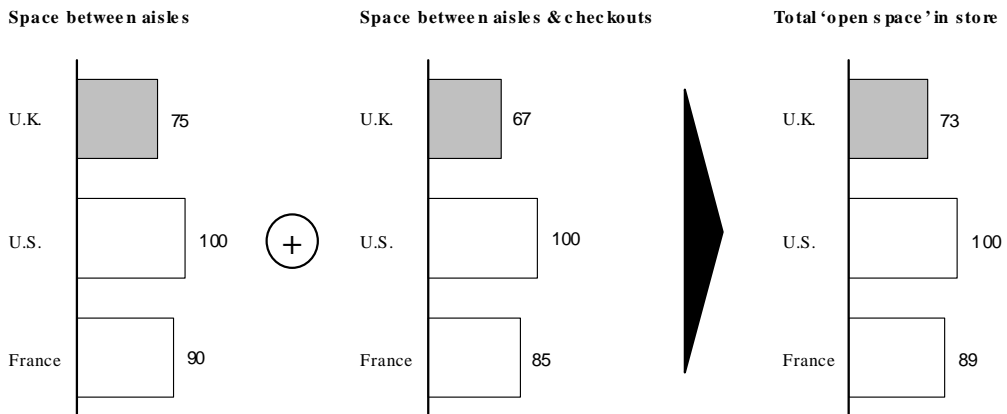 Space between aisles
U.K. 75
U.S. 100
France 90
+
Space between aisles & checkouts
U.K. 67
U.S. 100
France 85
Total ‘open space’ in store
U.K. 73
U.S. 100
France 89